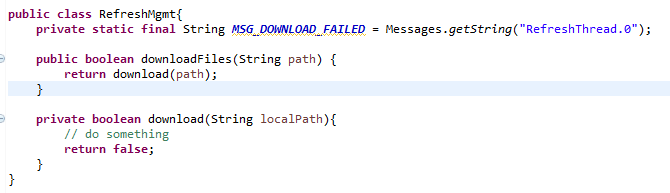 public class RefreshMgmt{
private static final String MSG_DOWNLOAD_FAILED = Messages.getString("RefreshThread.0");
public boolean downloadFiles(String path) {
return download(path);
}
private boolean download(String localPath){
// do something
return false;
}
}